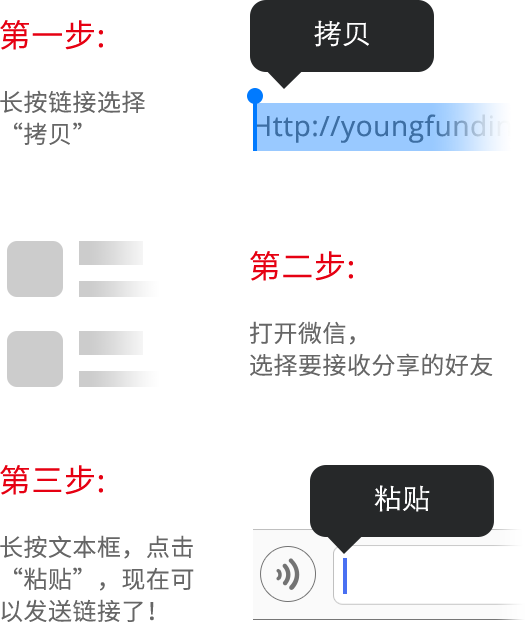 第一步:
长按链接选择
“拷贝”
拷贝
Http://youngfundin
第二步:
打开微信，
选择要接收分享的好友
第三步:
长按文本框，点击
“粘贴”，现在可
以发送链接了！
粘贴